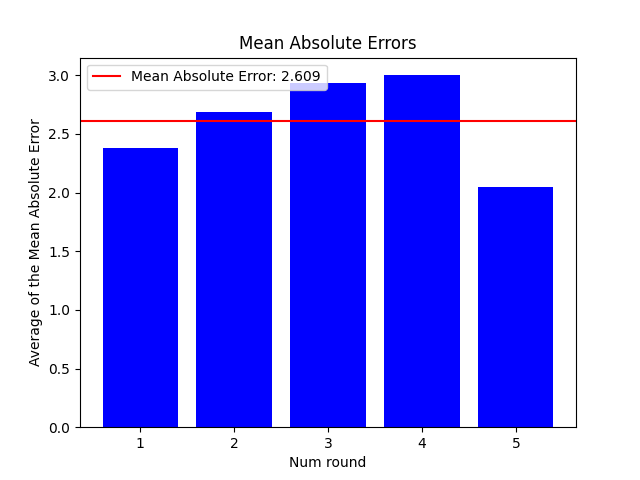 Mean Absolute Errors
Mean Absolute Error: 2.609
Average of the Mean Absolute Error
3.0
2.5
2.0
1.5
1.0
0.5
0.0
1 2 3 4 5
Num round